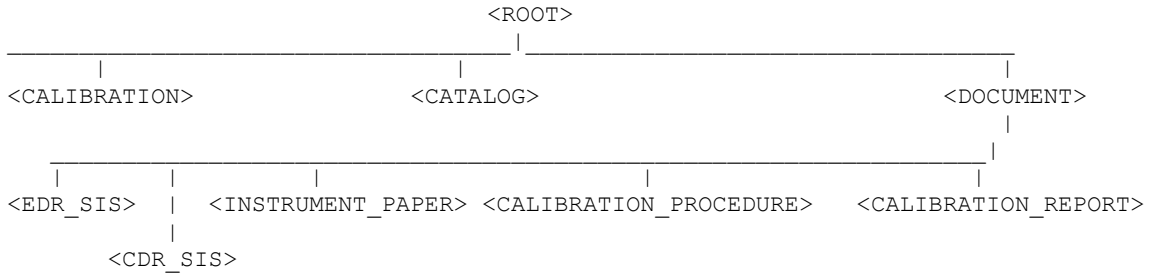 <ROOT>
<CALIBRATION> <CATALOG> <DOCUMENT>
<EDR_SIS> <INSTRUMENT_PAPER> <CALIBRATION_PROCEDURE> <CALIBRATION_REPORT>
<CDR_SIS>